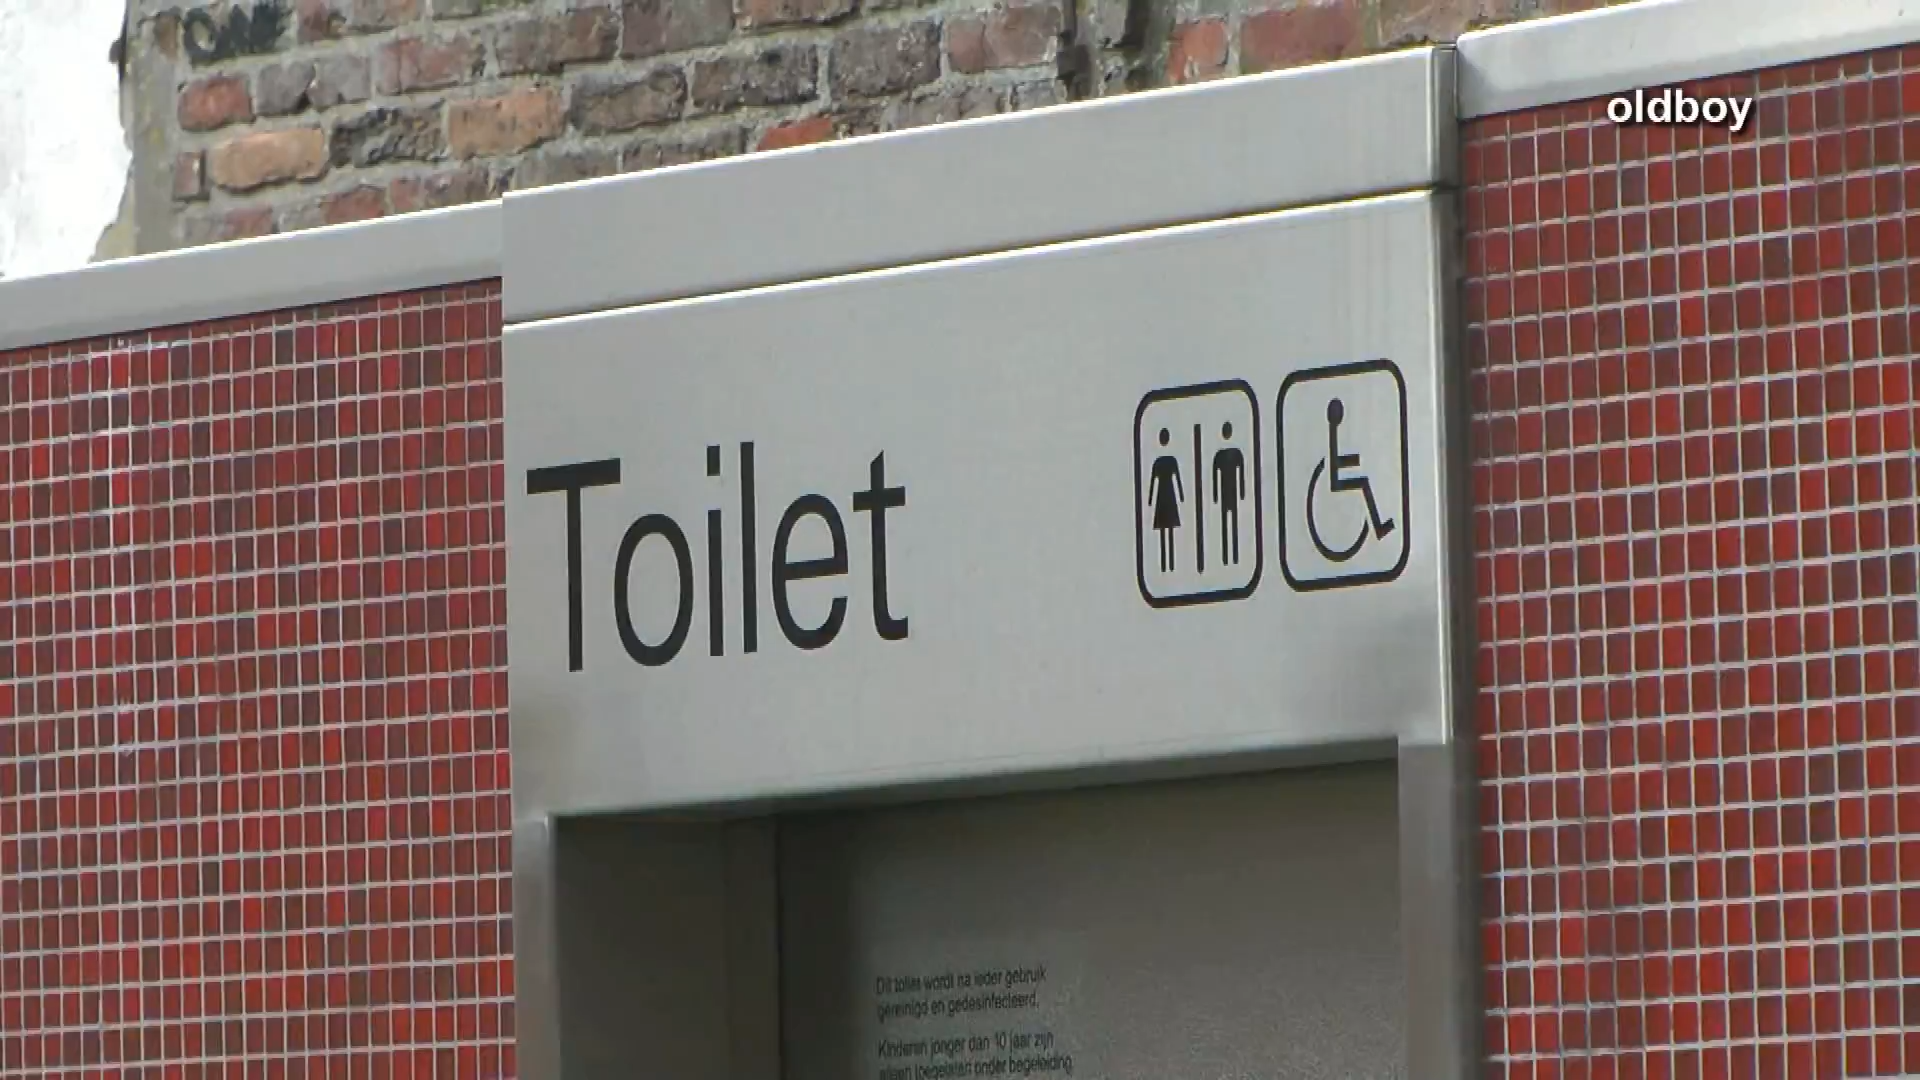 oldboy
Toilet
Dit toilet wordt na ieder gebruik
gereinigd en gedesinfecteerd.
Kinderen jonger dan 10 jaar zijn
alleen toegelaten onder begeleiding